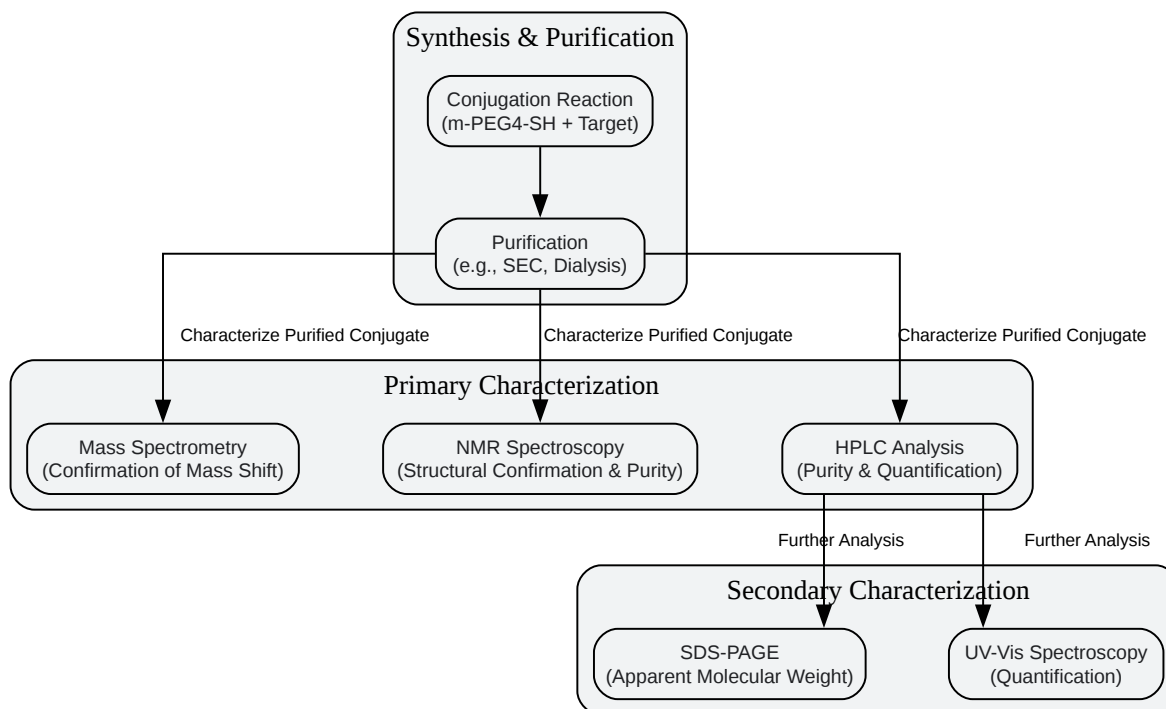 Synthesis & Purification
Conjugation Reaction
(m-PEG4-SH + Target)
Purification
(e.g., SEC, Dialysis)
Characterize Purified Conjugate
Characterize Purified Conjugate
Characterize Purified Conjugate
Primary Characterization
Mass Spectrometry
(Confirmation of Mass Shift)
NMR Spectroscopy
(Structural Confirmation & Purity)
HPLC Analysis
(Purity & Quantification)
Further Analysis
Further Analysis
Secondary Characterization
SDS-PAGE
(Apparent Molecular Weight)
UV-Vis Spectroscopy
(Quantification)